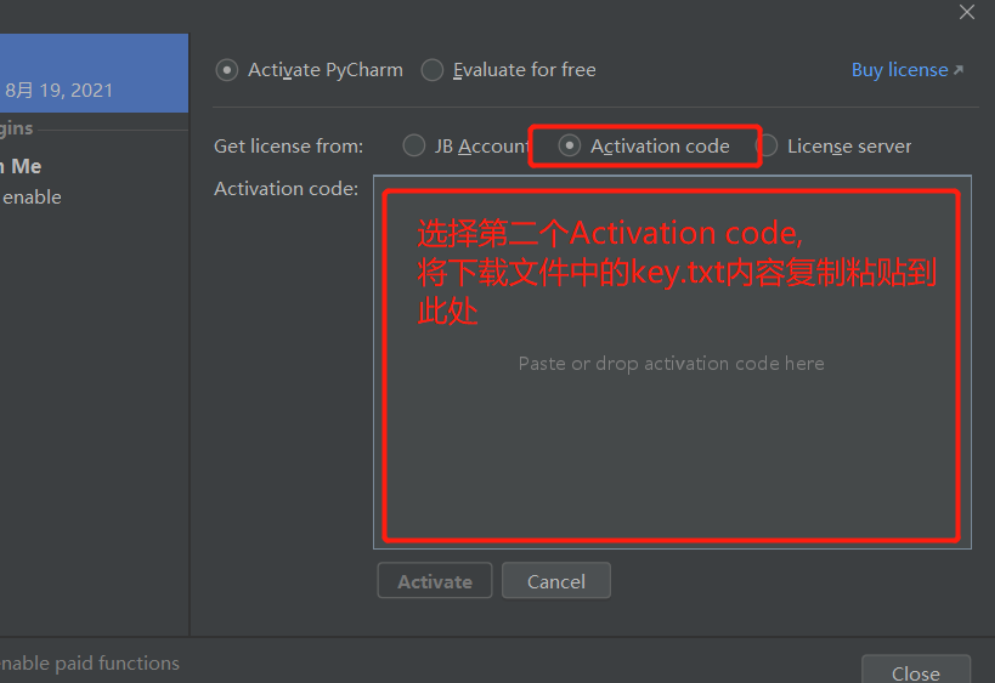 Activate PyCharm Evaluate for free Buy license
8月 19, 2021
Get license from: JB Account Activation code License server
Me
enable
Activation code:
选择第二个Activation code,
将下载文件中的key.txt内容复制粘贴到
此处
Paste or drop activation code here
Activate Cancel
paid functions
Close